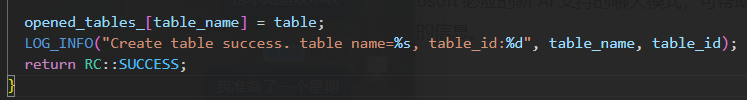 opened_tables_[table_name] = table;
LOG_INFO("Create table success. table name=%s, table_id:%d", table_name, table_id);
return RC::SUCCESS;
}